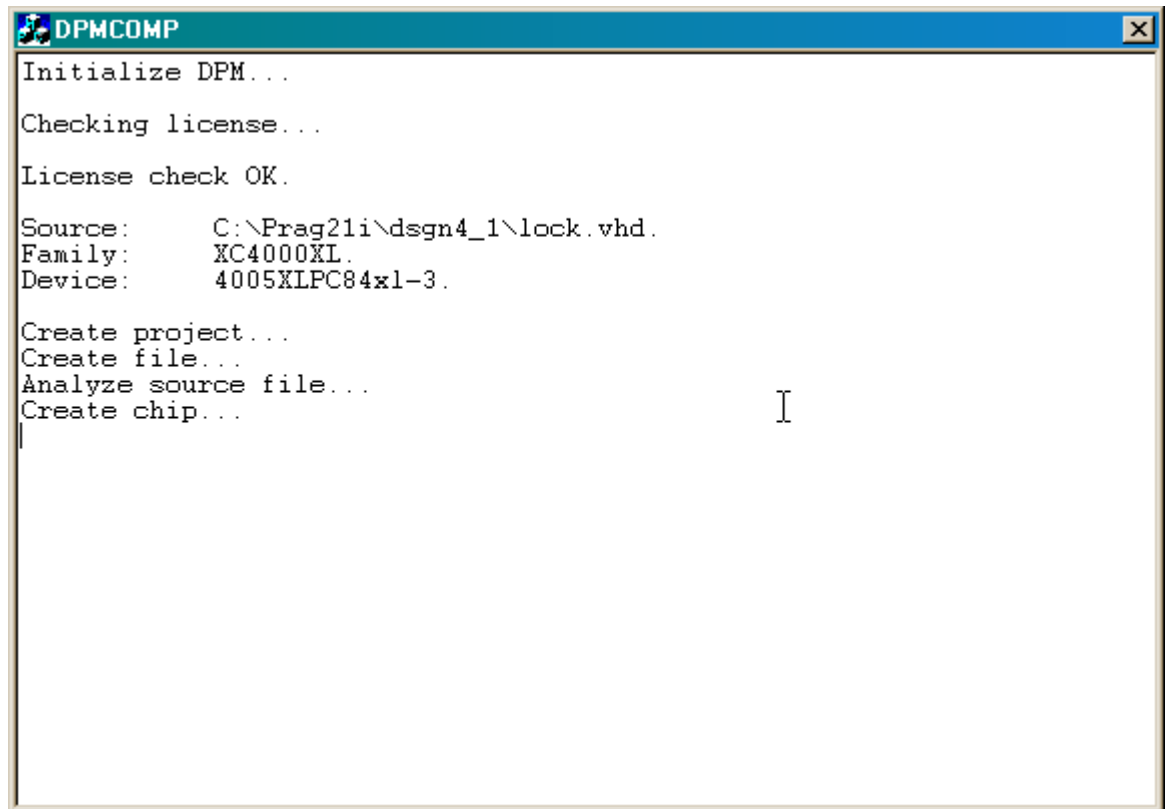 DPMCOMP
Initialize DPM...
Checking license...
License check OK.
Source: C:\Prag21i\dsgn4_1\lock.vhd.
Family: XC4000XL.
Device: 4005XLPC84xl-3.
Create project...
Create file...
Analyze source file...
Create chip...